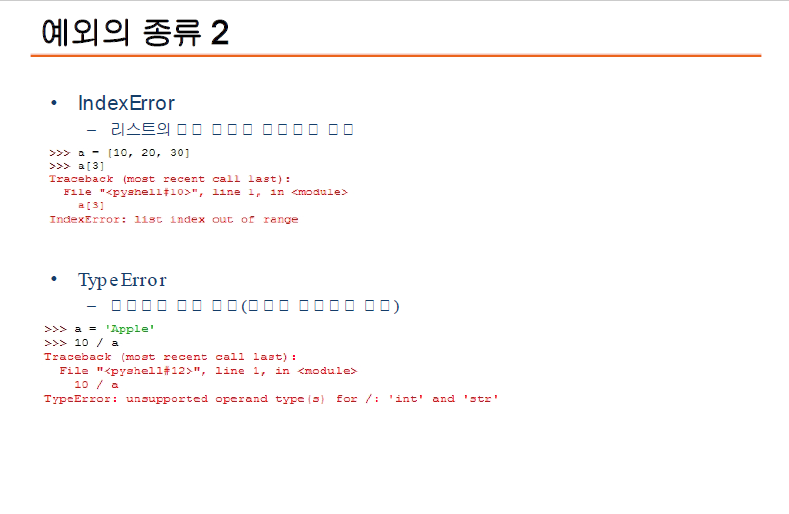 예외의 종류 2
• IndexError
– 리스트의
>>> a = [10, 20, 30]
>>> a[3]
Traceback (most recent call last):
File "<pyshell#10>", line 1, in <module>
a[3]
IndexError: list index out of range
• TypeError
>>> a = 'Apple'
>>> 10 / a
Traceback (most recent call last):
File "<pyshell#12>", line 1, in <module>
10 / a
TypeError: unsupported operand type(s) for /: 'int' and 'str'